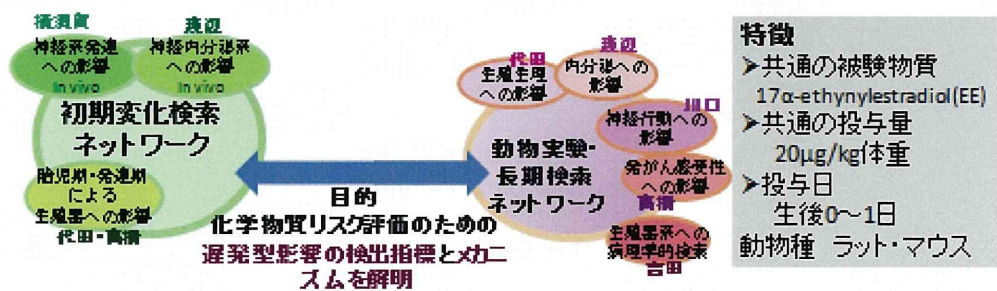 横須賀
神経系発達
への影響
in vivo
渡辺
神経内分泌系
への影響
in vivo
初期変化検索
ネットワーク
胎児期・発達期
による
生殖器への影響
代田・高橋
目的
化学物質リスク評価のための
遅発型影響の検出指標とメカニ
ズムを解明
代田
生殖生理
への影響
渡辺
内分泌への
影響
川口
神経行動への
影響
動物実験・
長期検索
ネットワーク
発がん感受性
への影響
高橋
生殖器系への
病理学的検索
吉田
特徴
➤共通の被験物質
17α-ethynylestradiol(EE)
➤共通の投与量
20μg/kg体重
➤投与日
生後0～1日
動物種 ラット・マウス